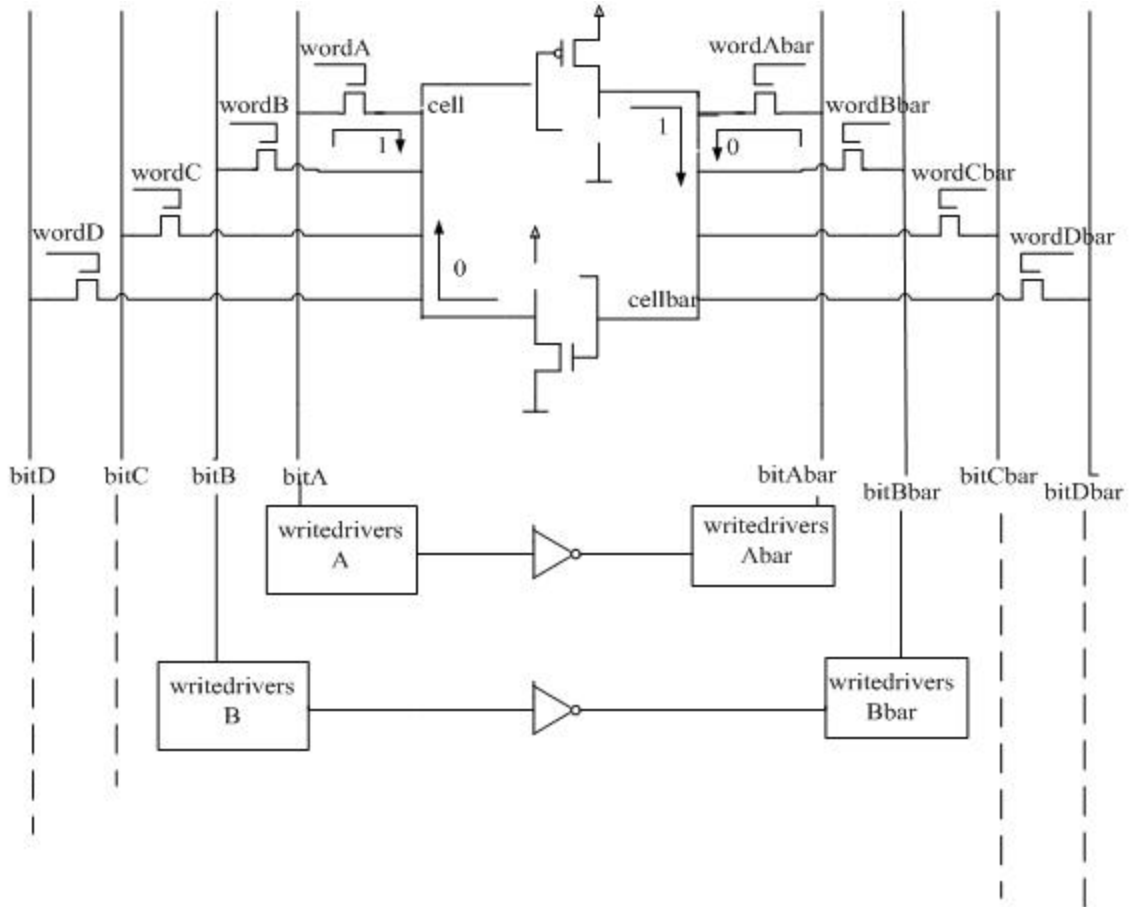 wordA
wordAbar
wordB
cell
wordBbar
1
1
0
wordC
wordCbar
wordD
wordDbar
0
cellbar
bitD
bitC
bitB
bitA
bitAbar
bitBbar
bitCbar
bitDbar
writedrivers
A
writedrivers
Abar
writedrivers
B
writedrivers
Bbar